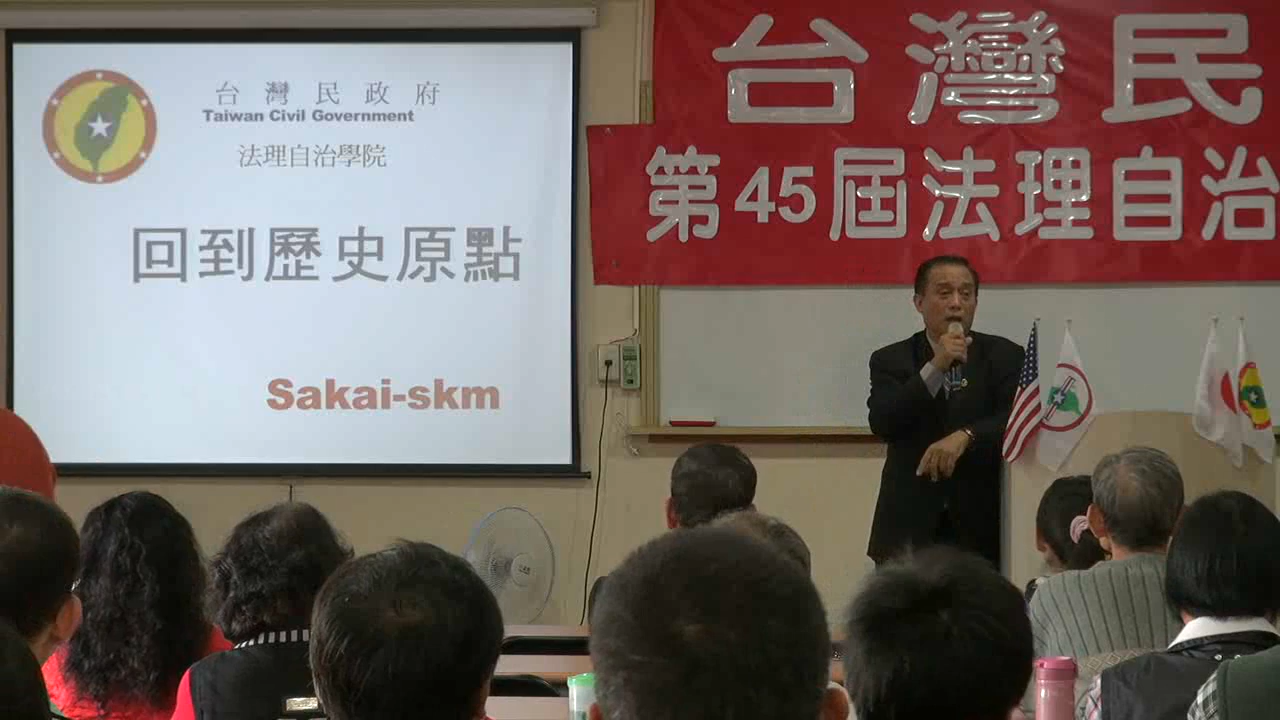 台灣民政府
Taiwan Civil Government
法理自治學院
回到歷史原點
Sakai-skm
台灣民
第45屆法理自治